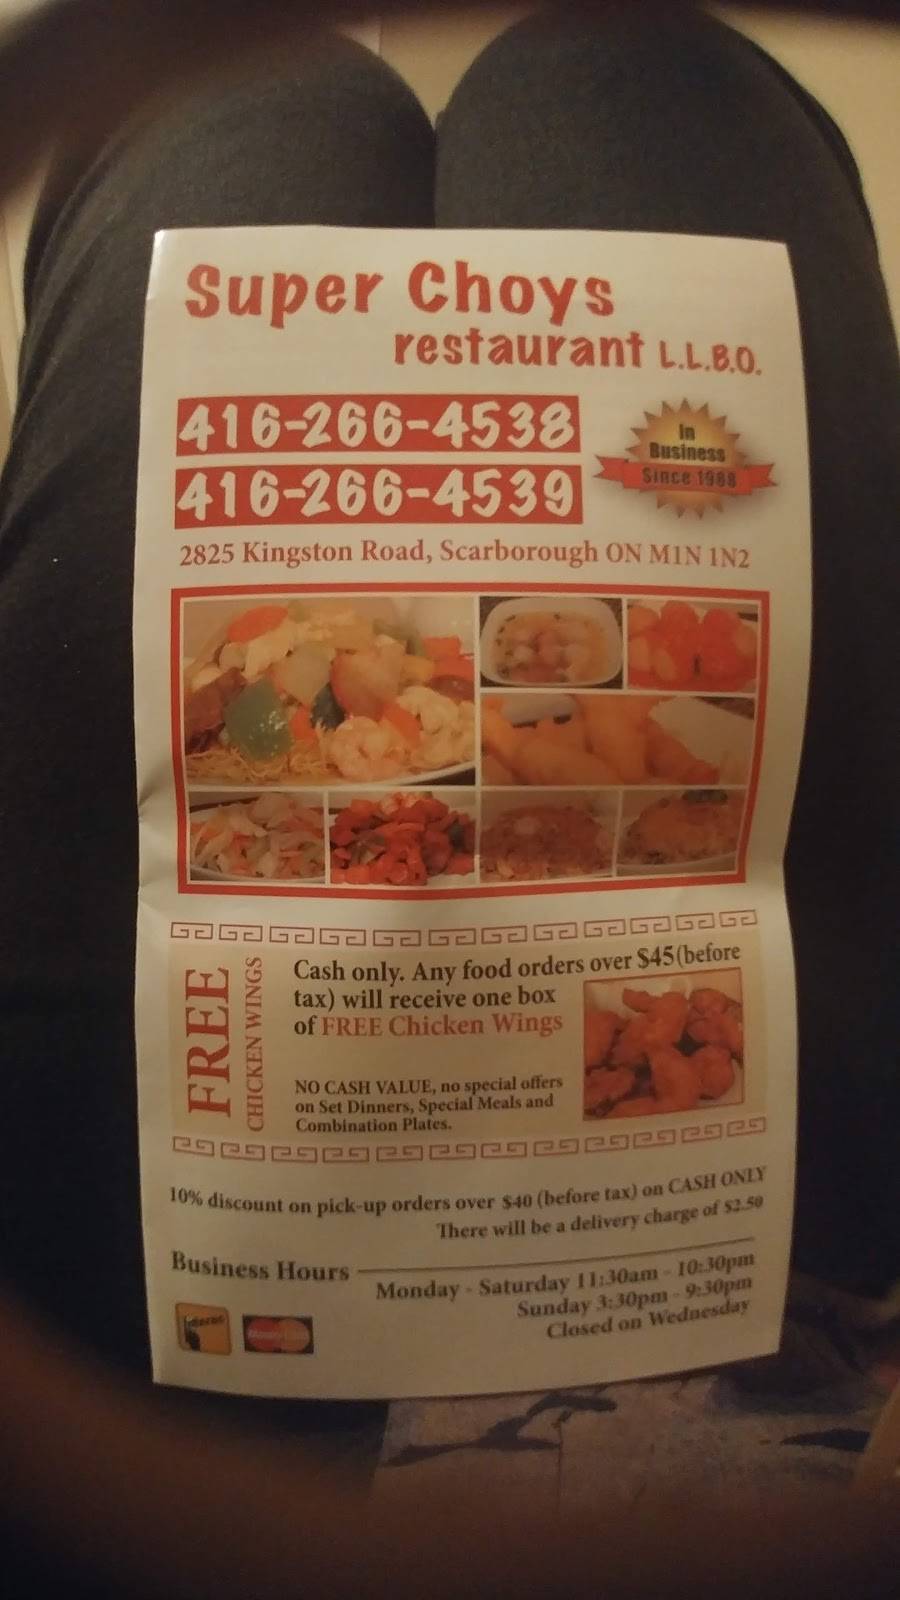 Super Choys
restaurant L.L.B.O.
416-266-4538
416-266-4539
In
Business
Since 1988
2825 Kingston Road, Scarborough ON M1N 1N2
FREE
CHICKEN WINGS
Cash only. Any food orders over $45(before
tax) will receive one box
of FREE Chicken Wings
NO CASH VALUE, no special offers
on Set Dinners, Special Meals and
Combination Plates.
10% discount on pick-up orders over $40 (before tax) on CASH ONLY
There will be a delivery charge of $2.50
Business Hours
Monday - Saturday 11:30am - 10:30pm
Sunday 3:30pm - 9:30pm
Closed on Wednesday
Interac
MasterCard